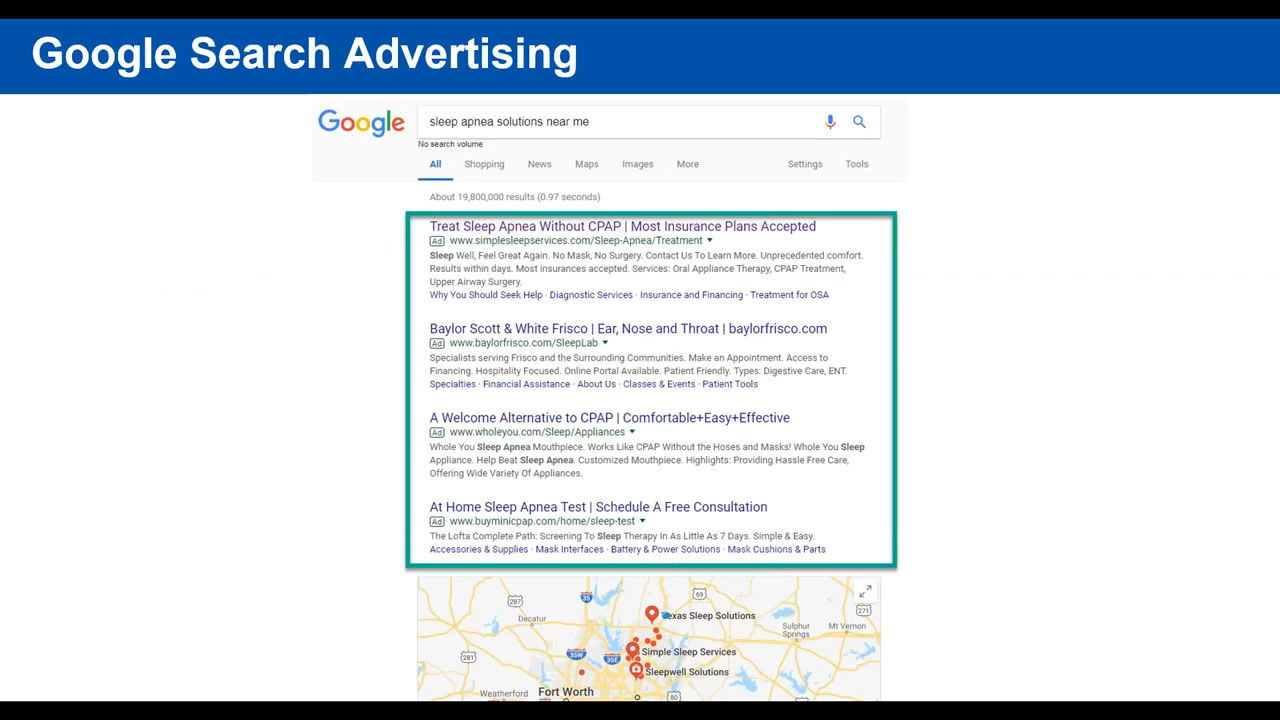 Google Search Advertising
Google
sleep apnea solutions near me
No search volume
All Shopping News Maps Images More Settings Tools
About 19,800,000 results (0.97 seconds)
Treat Sleep Apnea Without CPAP | Most Insurance Plans Accepted
Ad www.simplesleepservices.com/Sleep-Apnea/Treatment
Sleep Well, Feel Great Again. No Mask, No Surgery. Contact Us To Learn More. Unprecedented comfort.
Results within days. Most insurances accepted. Services: Oral Appliance Therapy, CPAP Treatment,
Upper Airway Surgery.
Why You Should Seek Help · Diagnostic Services · Insurance and Financing · Treatment for OSA
Baylor Scott & White Frisco | Ear, Nose and Throat | baylorfrisco.com
Ad www.baylorfrisco.com/SleepLab
Specialists serving Frisco and the Surrounding Communities. Make an Appointment. Access to
Financing. Hospitality Focused. Online Portal Available. Patient Friendly. Types: Digestive Care, ENT.
Specialties · Financial Assistance · About Us · Classes & Events · Patient Tools
A Welcome Alternative to CPAP | Comfortable+Easy+Effective
Ad www.wholeyou.com/Sleep/Appliances
Whole You Sleep Apnea Mouthpiece. Works Like CPAP Without the Hoses and Masks! Whole You Sleep
Appliance. Help Beat Sleep Apnea. Customized Mouthpiece. Highlights: Providing Hassle Free Care,
Offering Wide Variety Of Appliances.
At Home Sleep Apnea Test | Schedule A Free Consultation
Ad www.buyminicpap.com/home/sleep-test
The Lofta Complete Path: Screening To Sleep Therapy In As Little As 7 Days. Simple & Easy.
Accessories & Supplies · Mask Interfaces · Battery & Power Solutions · Mask Cushions & Parts
69
287 35 271
Decatur Texas Sleep Solutions
Sulphur Springs Mt Vernon
281 35W 35E Simple Sleep Services
Sleepwell Solutions
Weatherford Fort Worth 80